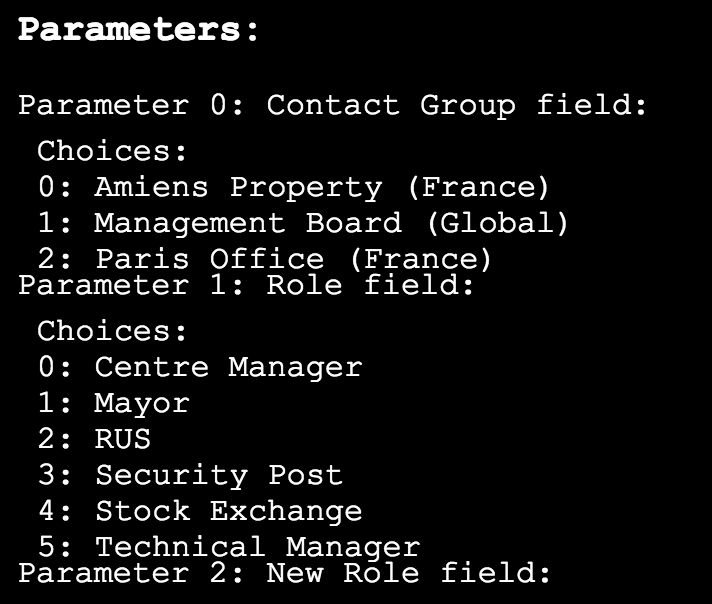 Parameters:
Parameter 0: Contact Group field:
Choices:
0: Amiens Property (France)
1: Management Board (Global)
2: Paris Office (France)
Parameter 1: Role field:
Choices:
0: Centre Manager
1: Mayor
2: RUS
3: Security Post
4: Stock Exchange
5: Technical Manager
Parameter 2: New Role field: